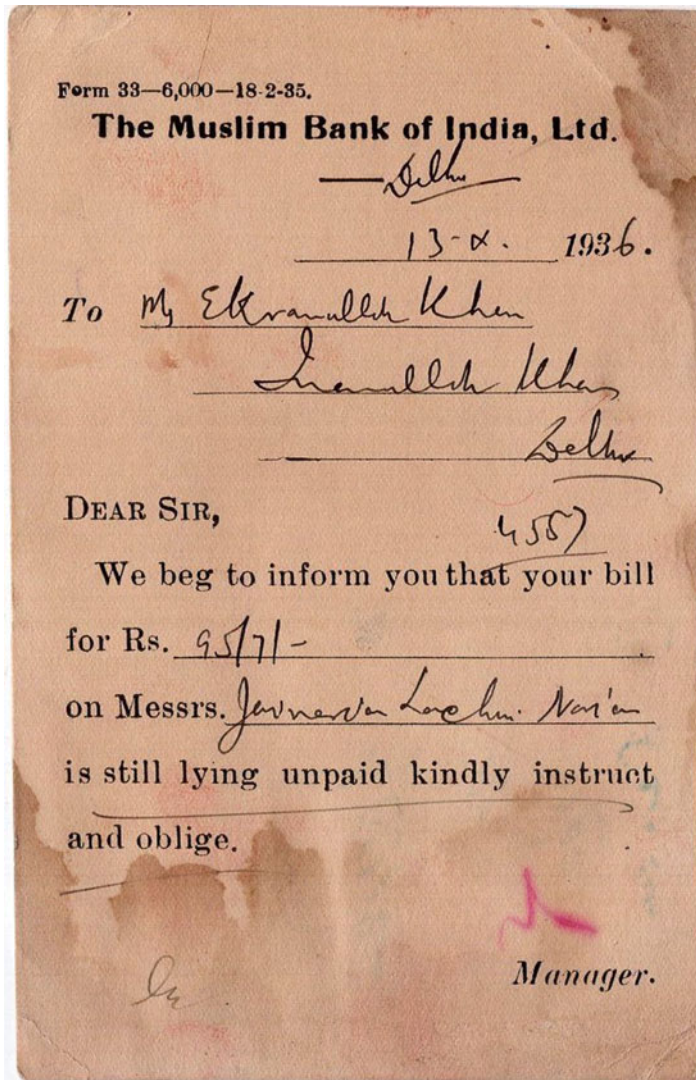 Form 33—6,000—18-2-35.
The Muslim Bank of India, Ltd.
Delhi
13-X. 1936.
To M/s Ekramullah Khan
Inamullah Khan
Delhi
DEAR SIR,
4557
We beg to inform you that your bill
for Rs. 95/7/-
on Messrs. Narain
is still lying unpaid kindly instruct
and oblige.
Manager.